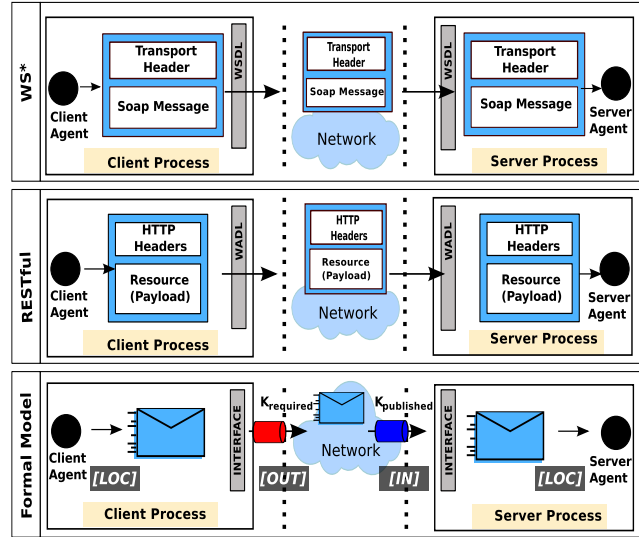 WS*
Client
Agent
Transport
Header
Soap Message
Client Process
WSDL
Transport
Header
Soap Message
Network
WSDL
Transport
Header
Soap Message
Server
Agent
Server Process
RESTful
Client
Agent
HTTP
Headers
Resource
(Payload)
Client Process
WADL
HTTP
Headers
Resource
(Payload)
Network
WADL
HTTP
Headers
Resource
(Payload)
Server
Agent
Server Process
Formal Model
Client
Agent
[LOC]
Client Process
INTERFACE
Krequired
[OUT]
Network
Kpublished
[IN]
INTERFACE
[LOC]
Server
Agent
Server Process